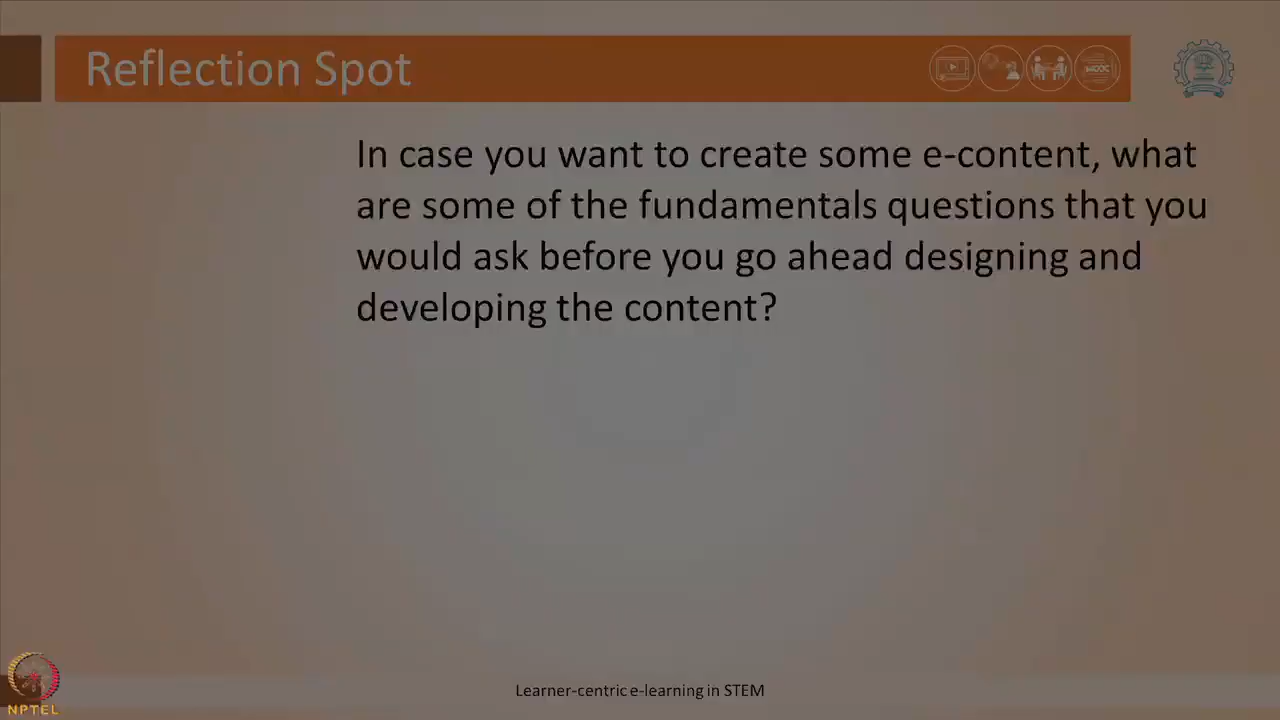 Reflection Spot
In case you want to create some e-content, what
are some of the fundamentals questions that you
would ask before you go ahead designing and
developing the content?
Learner-centric e-learning in STEM
NPTEL